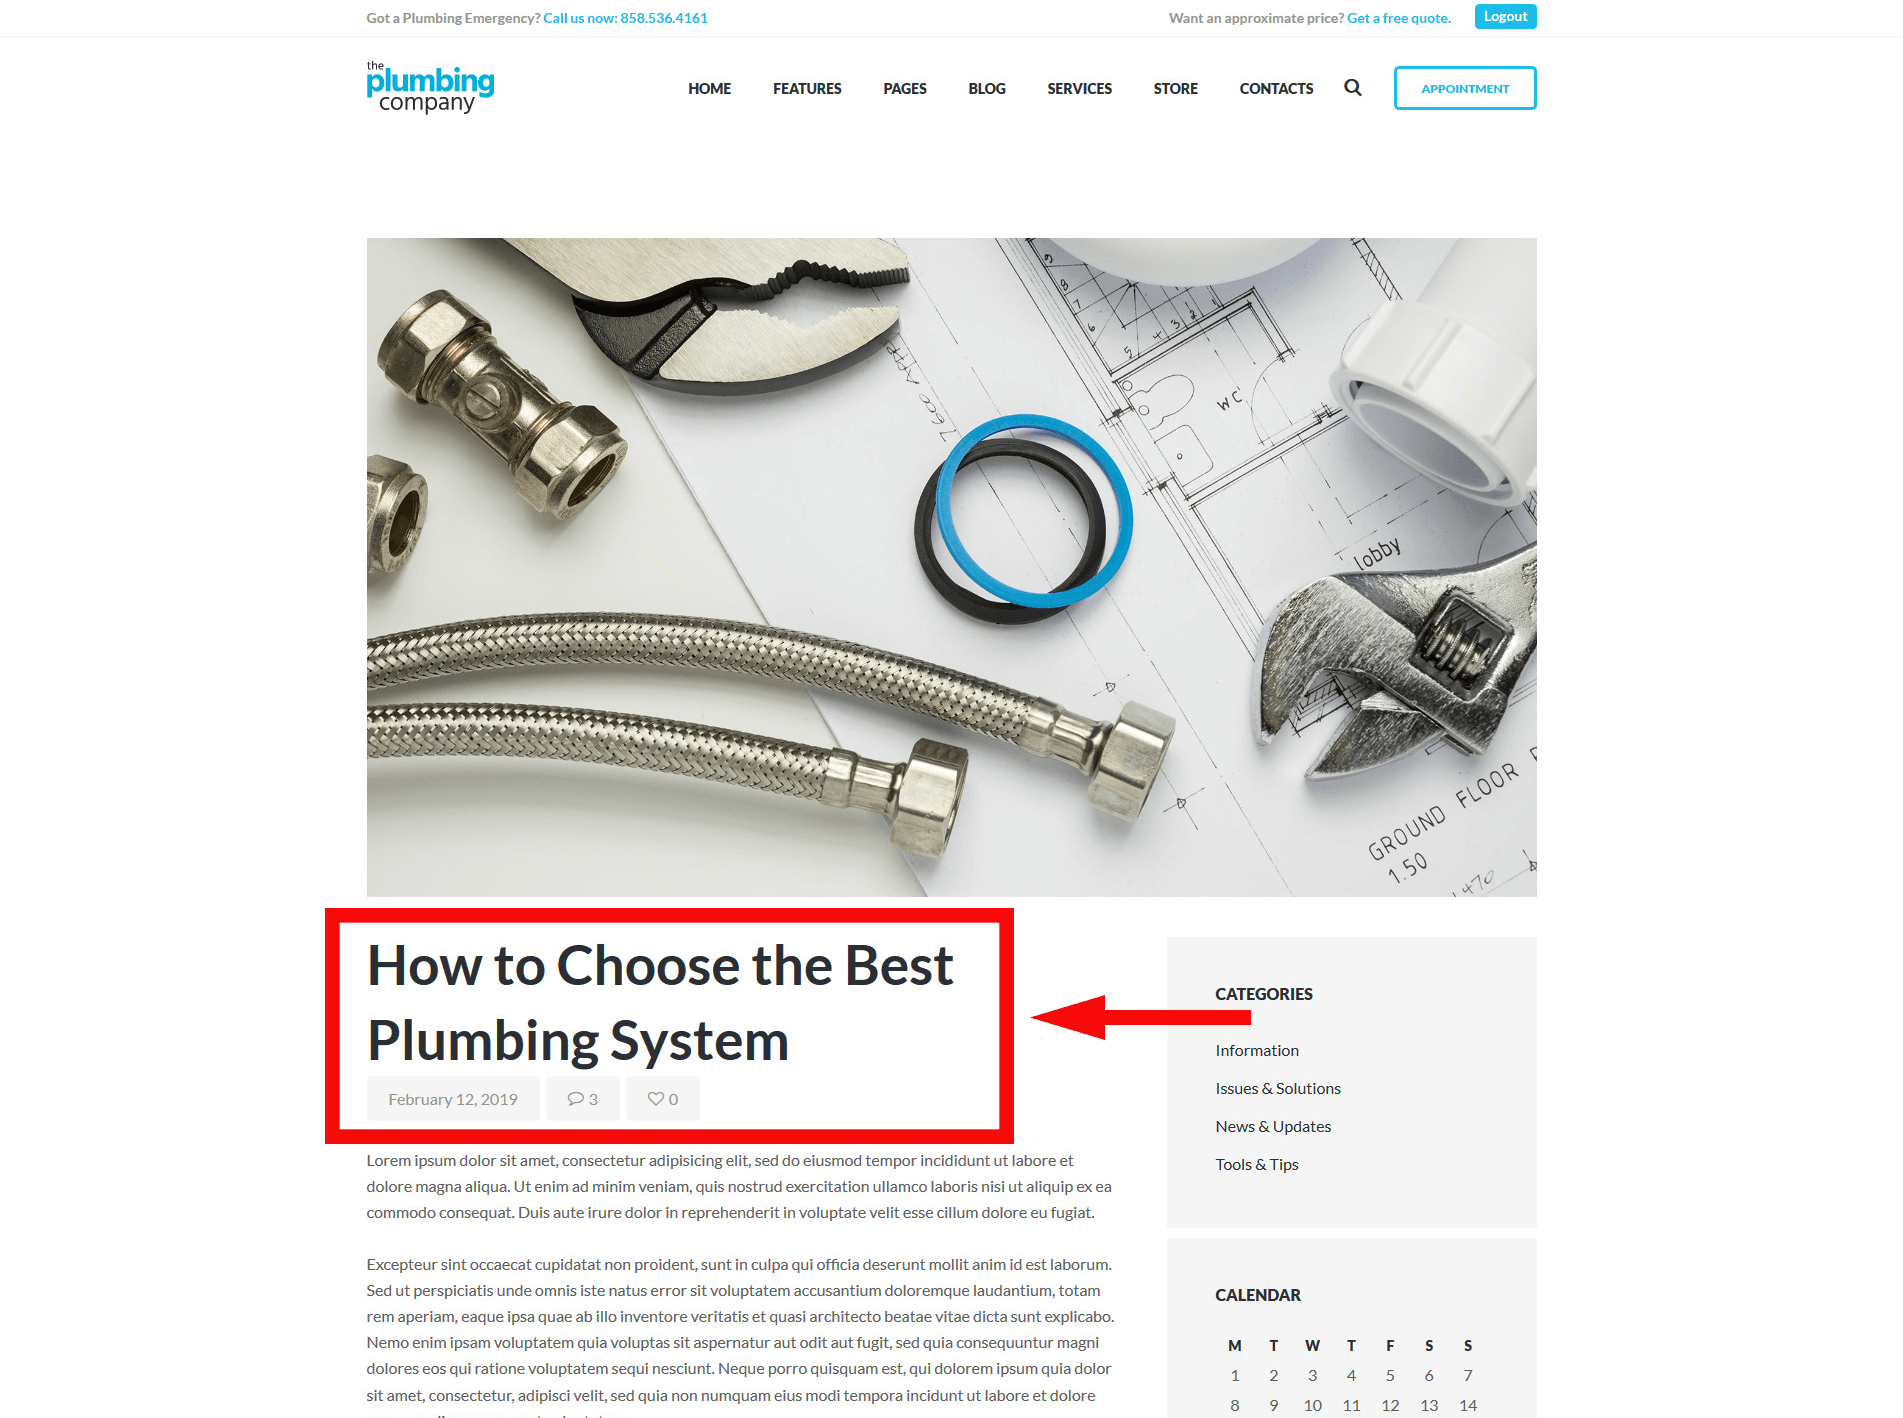 Got a Plumbing Emergency? Call us now: 858.536.4161
Want an approximate price? Get a free quote.
Logout
the
plumbing
company
HOME FEATURES PAGES BLOG SERVICES STORE CONTACTS
APPOINTMENT
9
8
7
6
5
4
3
2
1
WC
lobby
GROUND FLOOR
1.50
How to Choose the Best
Plumbing System
February 12, 2019
3
0
Lorem ipsum dolor sit amet, consectetur adipisicing elit, sed do eiusmod tempor incididunt ut labore et
dolore magna aliqua. Ut enim ad minim veniam, quis nostrud exercitation ullamco laboris nisi ut aliquip ex ea
commodo consequat. Duis aute irure dolor in reprehenderit in voluptate velit esse cillum dolore eu fugiat.
Excepteur sint occaecat cupidatat non proident, sunt in culpa qui officia deserunt mollit anim id est laborum.
Sed ut perspiciatis unde omnis iste natus error sit voluptatem accusantium doloremque laudantium, totam
rem aperiam, eaque ipsa quae ab illo inventore veritatis et quasi architecto beatae vitae dicta sunt explicabo.
Nemo enim ipsam voluptatem quia voluptas sit aspernatur aut odit aut fugit, sed quia consequuntur magni
dolores eos qui ratione voluptatem sequi nesciunt. Neque porro quisquam est, qui dolorem ipsum quia dolor
sit amet, consectetur, adipisci velit, sed quia non numquam eius modi tempora incidunt ut labore et dolore
CATEGORIES
Information
Issues & Solutions
News & Updates
Tools & Tips
CALENDAR
M T W T F S S
1 2 3 4 5 6 7
8 9 10 11 12 13 14